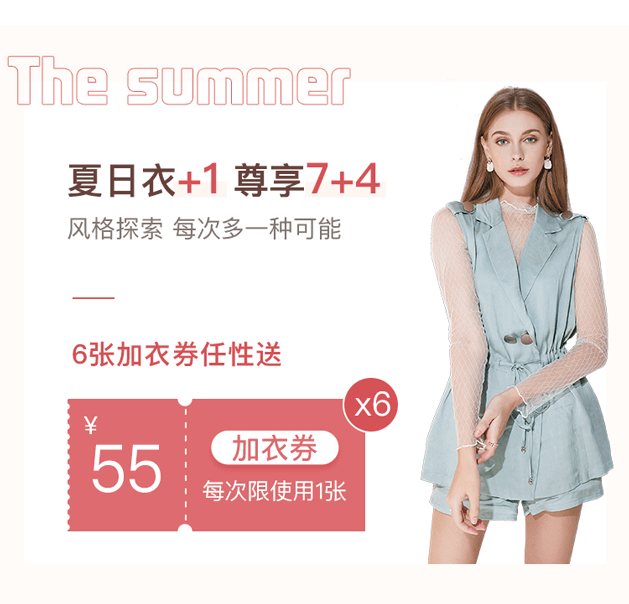 The summer
夏日衣+1 尊享7+4
风格探索 每次多一种可能
6张加衣券任性送
x6
¥
55
加衣券
每次限使用1张